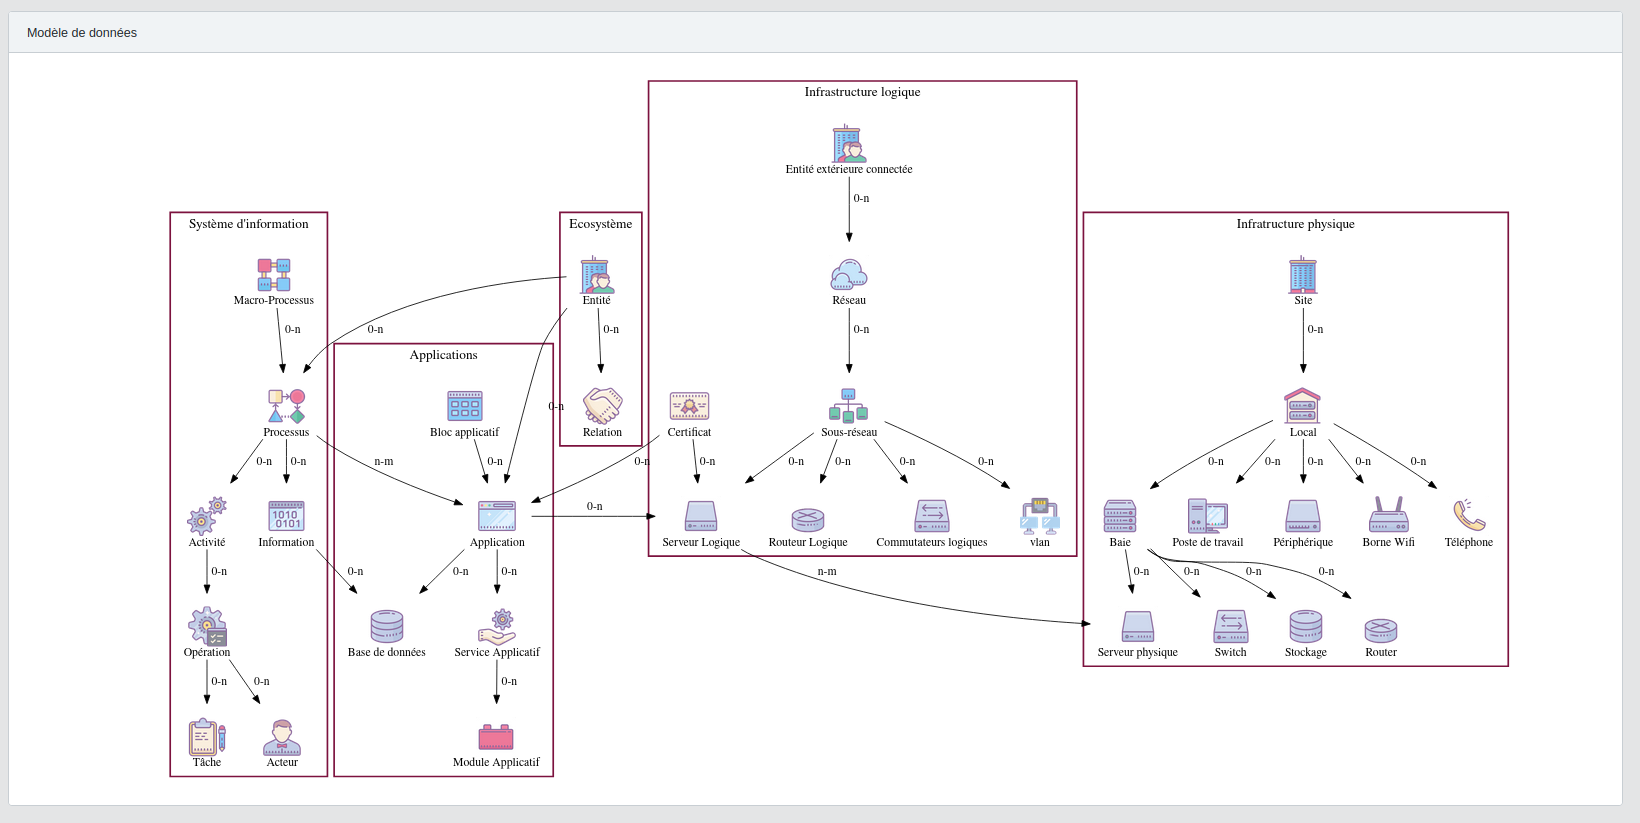 Modèle de données
Infrastructure logique
Entité extérieure connectée
0-n
Système d'information
Ecosystème
Infratructure physique
Macro-Processus
Entité
Réseau
Site
0-n
0-n
0-n
0-n
0-n
Applications
Processus
Bloc applicatif
0-n
Relation
Certificat
Sous-réseau
Local
0-n
0-n
n-m
0-n
0-n
0-n
0-n
0-n
0-n
0-n
0-n
0-n
0-n
0-n
0-n
1010
0101
Activité
Information
Application
0-n
Serveur Logique
Routeur Logique
Commutateurs logiques
vlan
Baie
Poste de travail
Périphérique
Borne Wifi
Téléphone
0-n
0-n
0-n
0-n
n-m
0-n
0-n
0-n
0-n
Opération
Base de données
Service Applicatif
Serveur physique
Switch
Stockage
Router
0-n
0-n
0-n
Tâche
Acteur
Module Applicatif